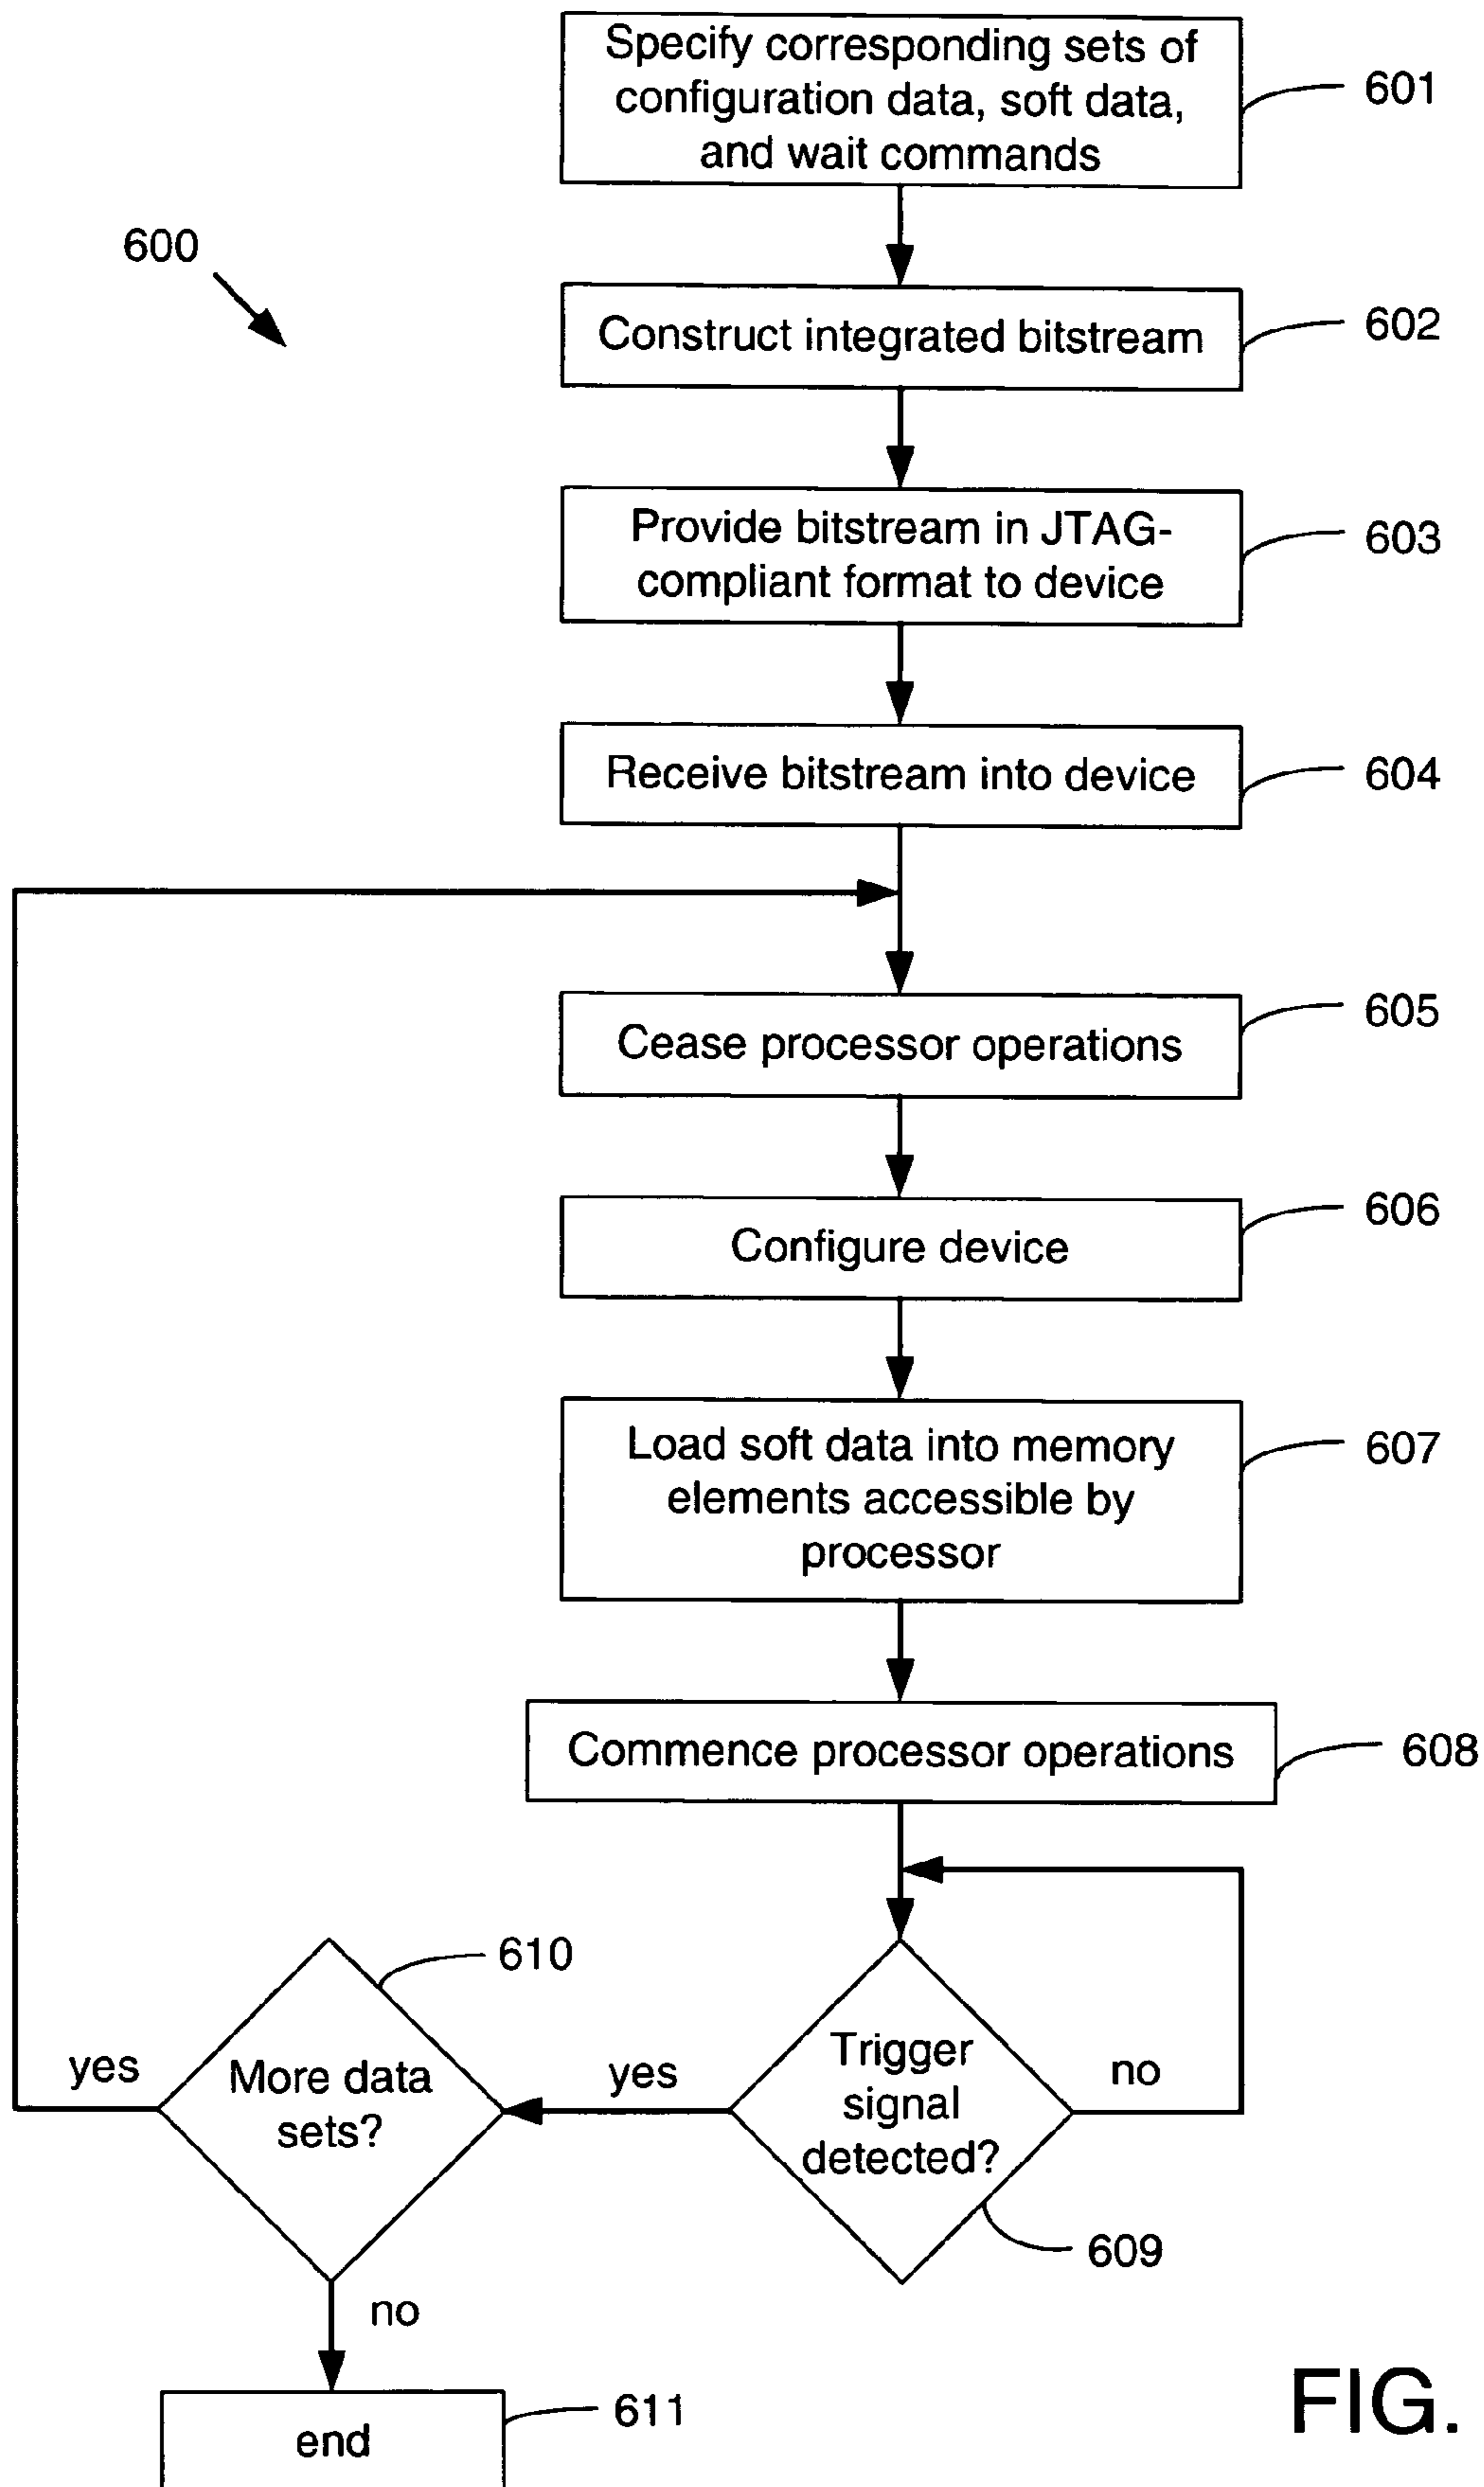 Specify corresponding sets of
configuration data, soft data,
and wait commands
601
600
Construct integrated bitstream
602
Provide bitstream in JTAG-
compliant format to device
603
Receive bitstream into device
604
Cease processor operations
605
Configure device
606
Load soft data into memory
elements accessible by
processor
607
Commence processor operations
608
610
yes
More data
sets?
yes
Trigger
signal
detected?
no
609
no
end
611
FIG.